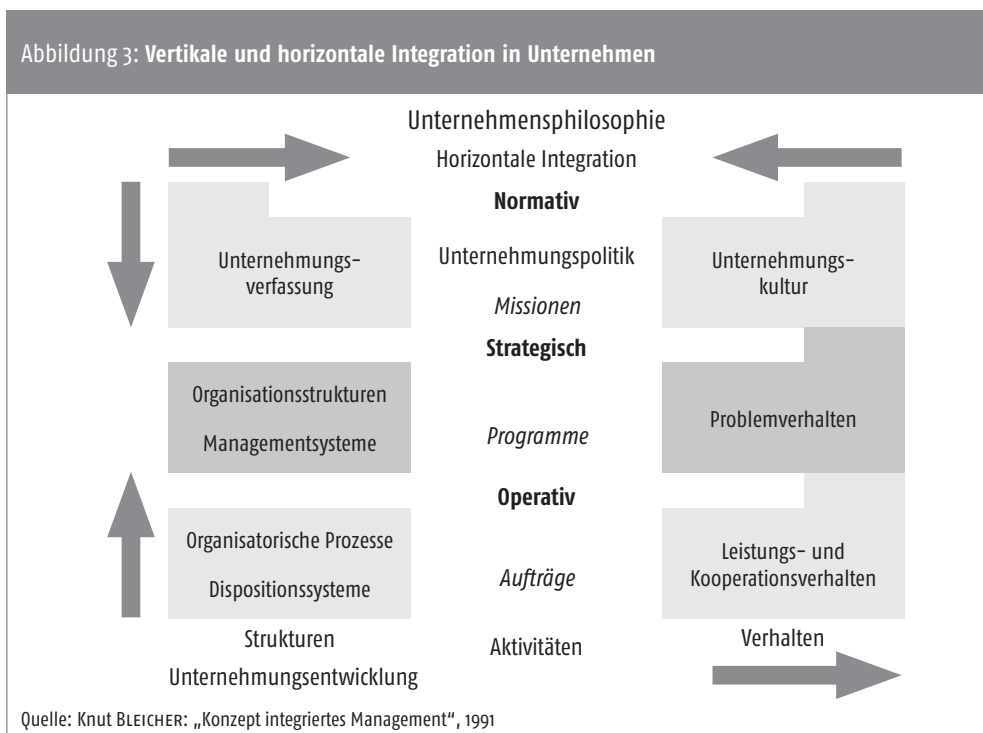 Abbildung 3: Vertikale und horizontale Integration in Unternehmen
Unternehmensphilosophie
Horizontale Integration
Normativ
Unternehmungs-
verfassung
Unternehmungspolitik
Missionen
Unternehmungs-
kultur
Strategisch
Organisationsstrukturen
Managementsysteme
Programme
Problemverhalten
Operativ
Organisatorische Prozesse
Dispositionssysteme
Aufträge
Leistungs- und
Kooperationsverhalten
Strukturen
Aktivitäten
Verhalten
Unternehmungsentwicklung
Quelle: Knut BLEICHER: „Konzept integriertes Management“, 1991